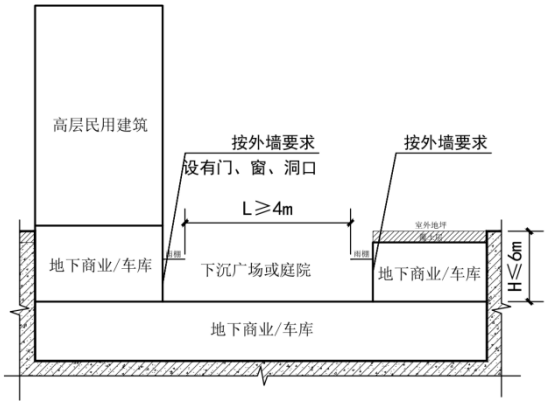 高层民用建筑
按外墙要求
设有门、窗、洞口
L≥4m
按外墙要求
室外地坪
覆土层
雨棚
雨棚
地下商业/车库
下沉广场或庭院
地下商业/车库
H≤6m
地下商业/车库